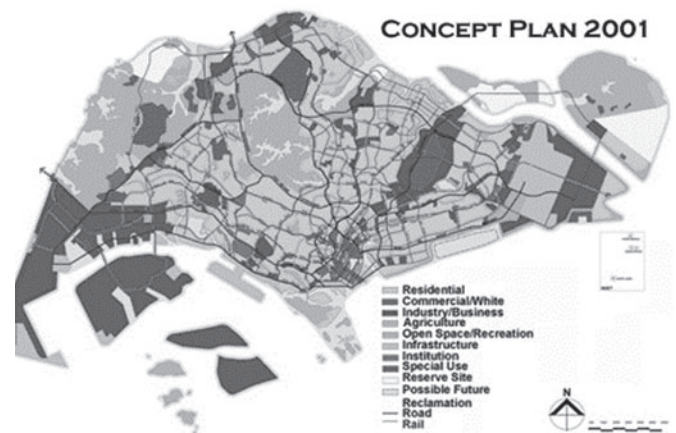 CONCEPT PLAN 2001
Residential
Commercial/White
Industry/Business
Agriculture
Open Space/Recreation
Infrastructure
Institution
Special Use
Reserve Site
Possible Future
Reclamation
Road
Rail
N